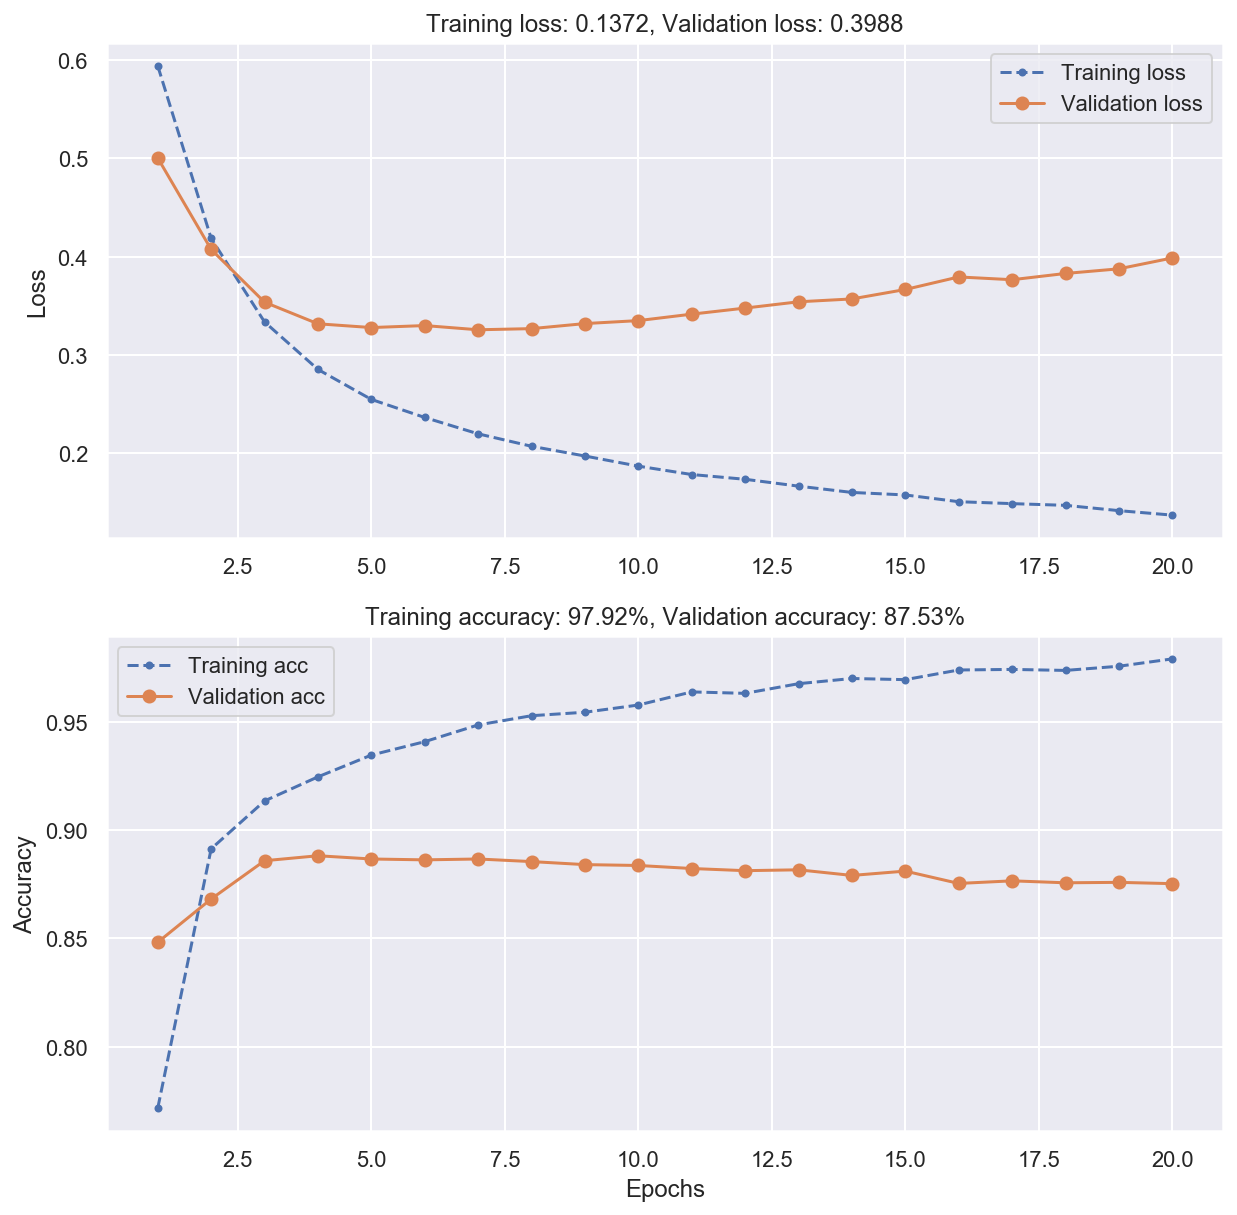 Training loss: 0.1372, Validation loss: 0.3988
Training loss
Validation loss
Loss
0.6
0.5
0.4
0.3
0.2
2.5 5.0 7.5 10.0 12.5 15.0 17.5 20.0
Training accuracy: 97.92%, Validation accuracy: 87.53%
Training acc
Validation acc
Accuracy
0.95
0.90
0.85
0.80
2.5 5.0 7.5 10.0 12.5 15.0 17.5 20.0
Epochs